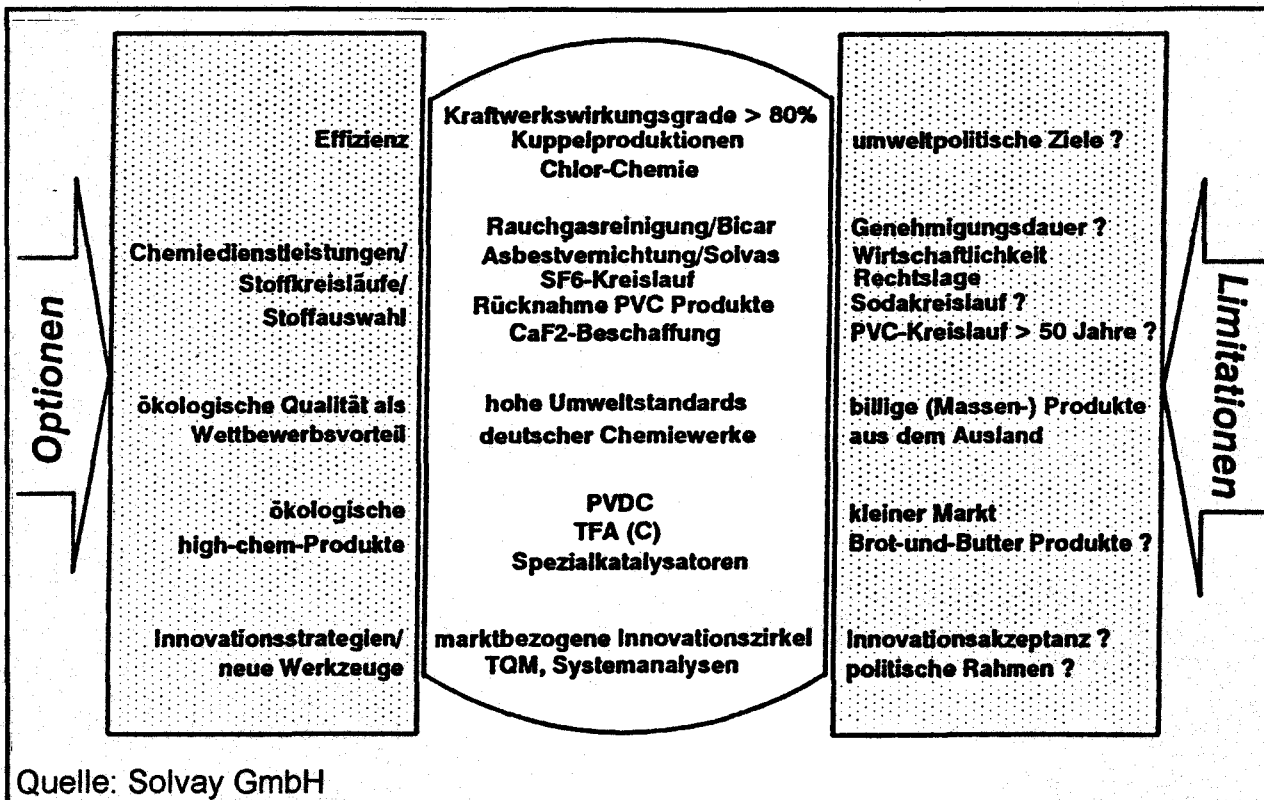 Optionen
Effizienz
Chemiedienstleistungen/
Stoffkreisläufe/
Stoffauswahl
ökologische Qualität als
Wettbewerbsvorteil
ökologische
high-chem-Produkte
Innovationsstrategien/
neue Werkzeuge
Kraftwerkswirkungsgrade > 80%
Kuppelproduktionen
Chlor-Chemie
Rauchgasreinigung/Bicar
Asbestvernichtung/Solvas
SF6-Kreislauf
Rücknahme PVC Produkte
CaF2-Beschaffung
hohe Umweltstandards
deutscher Chemiewerke
PVDC
TFA (C)
Spezialkatalysatoren
marktbezogene Innovationszirkel
TQM, Systemanalysen
umweltpolitische Ziele ?
Genehmigungsdauer ?
Wirtschaftlichkeit
Rechtslage
Sodakreislauf ?
PVC-Kreislauf > 50 Jahre ?
billige (Massen-) Produkte
aus dem Ausland
kleiner Markt
Brot-und-Butter Produkte ?
Innovationsakzeptanz ?
politische Rahmen ?
Limitationen
Quelle: Solvay GmbH